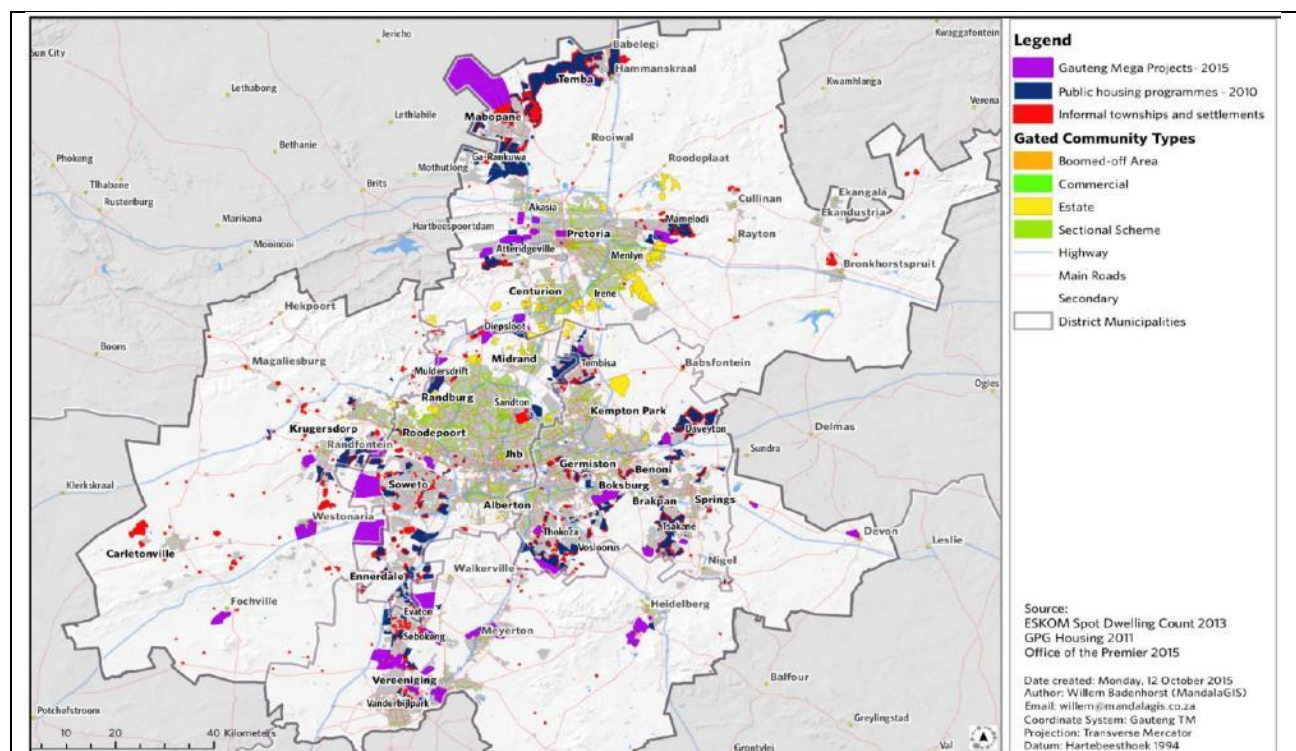 Jericho
Kwaggafontein
Sun City
Babelegi
Hammanskraal
Temba
Kwamhlanga
Lethabong
Verena
Mabopane
Lethlabile
Rooiwal
Bethanie
Ga-Rankuwa
Roodeplaat
Phokeng
Mothutlong
Brits
Tlhabane
Rustenburg
Akasia
Cullinan
Ekangala
Ekandustria
Marikana
Hartbeespoortdam
Mamelodi
Pretoria
Rayton
Mooinooi
Atteridgeville
Menlyn
Bronkhorstspruit
Centurion
Irene
Hekpoort
Diepsloot
Boons
Magaliesburg
Midrand
Tembisa
Babsfontein
Muldersdrift
Ogies
Randburg
Sandton
Kempton Park
Krugersdorp
Roodepoort
Daveyton
Delmas
Randfontein
Jhb
Germiston
Benoni
Sundra
Klerkskraal
Soweto
Boksburg
Alberton
Brakpan
Springs
Westonaria
Carletonville
Thokoza
Tsakane
Vosloorus
Devon
Leslie
Ennerdale
Walkerville
Nigel
Fochville
Evaton
Heidelberg
Sebokeng
Meyerton
Vereeniging
Balfour
Vanderbijlpark
Potchefstroom
Greylingstad
10 20 40 Kilometers
Grootvlei
Val
Legend
Gauteng Mega Projects- 2015
Public housing programmes - 2010
Informal townships and settlements
Gated Community Types
Boomed-off Area
Commercial
Estate
Sectional Scheme
Highway
Main Roads
Secondary
District Municipalities
Source:
ESKOM Spot Dwelling Count 2013
GPG Housing 2011
Office of the Premier 2015
Date created: Monday, 12 October 2015
Author: Willem Badenhorst (MandalaGIS)
Email: willem@mandalagis.co.za
Coordinate System: Gauteng TM
Projection: Transverse Mercator
Datum: Hartebeesthoek 1994